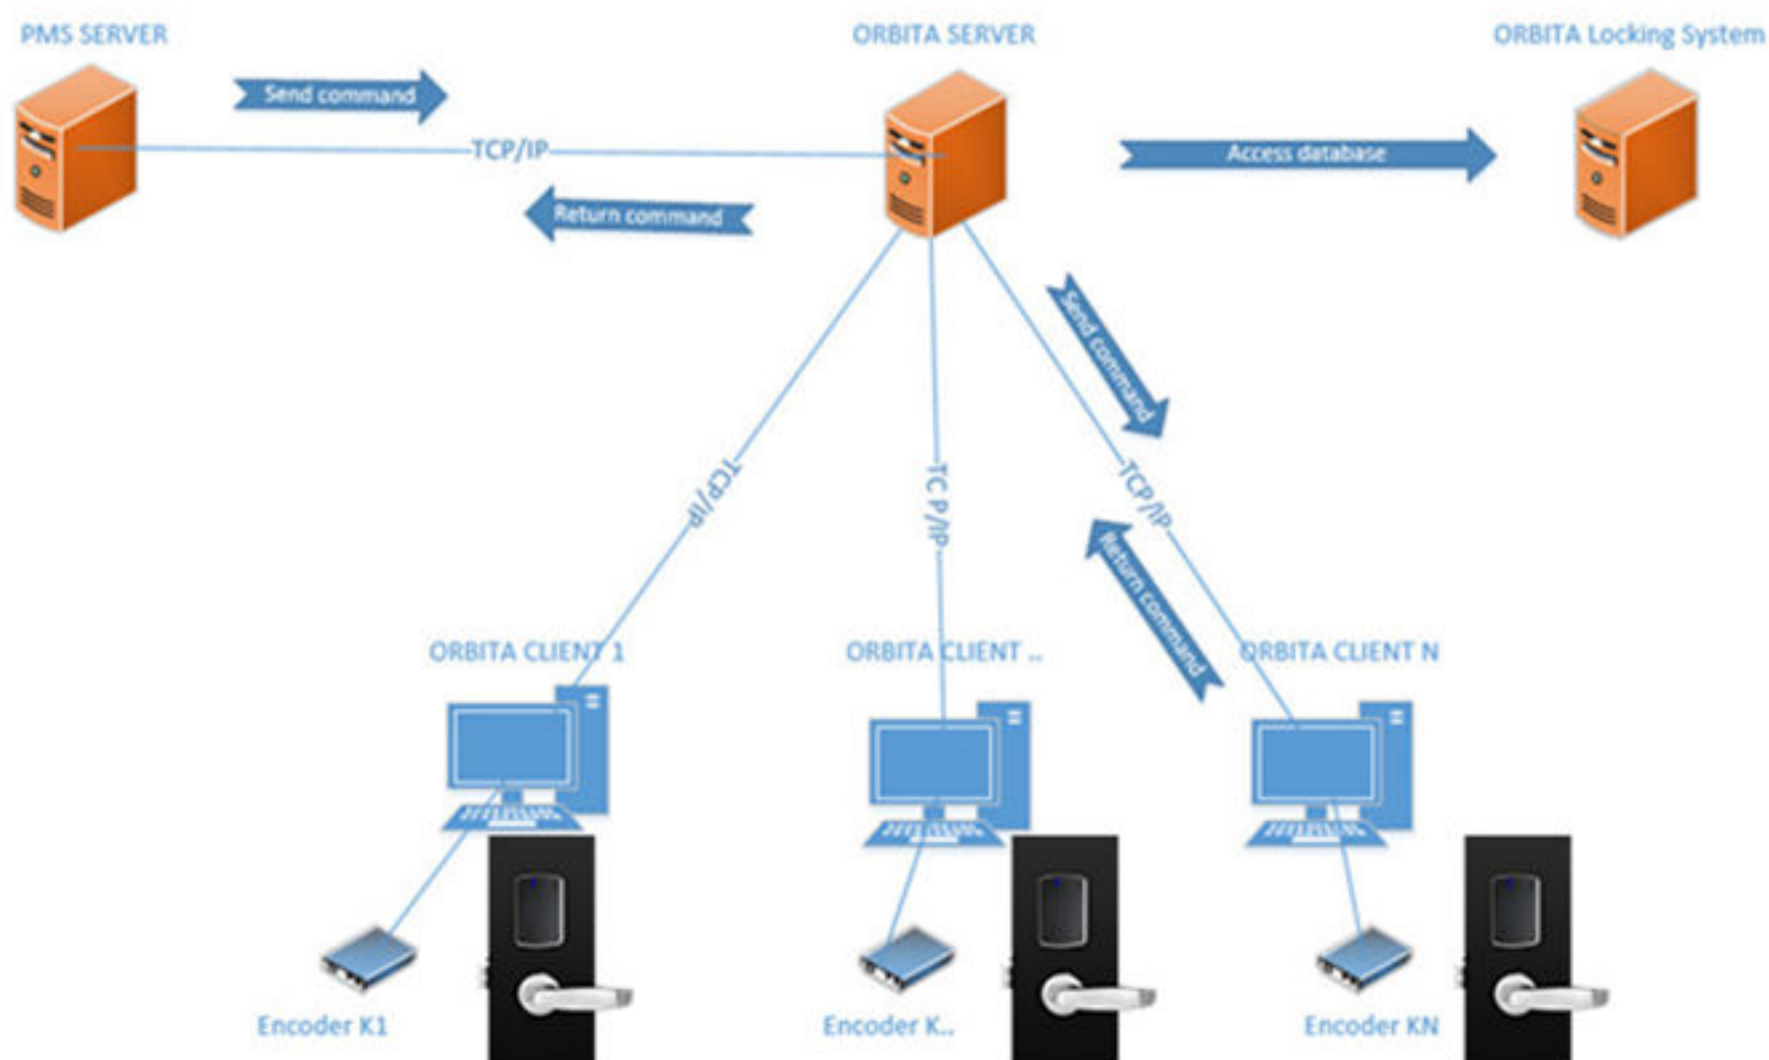 PMS SERVER
ORBITA SERVER
ORBITA Locking System
Send command
TCP/IP
Access database
Return command
Send command
TCP/IP
TC P/IP
TCP/IP
Return command
ORBITA CLIENT 1
ORBITA CLIENT ..
ORBITA CLIENT N
Encoder K1
Encoder K..
Encoder KN